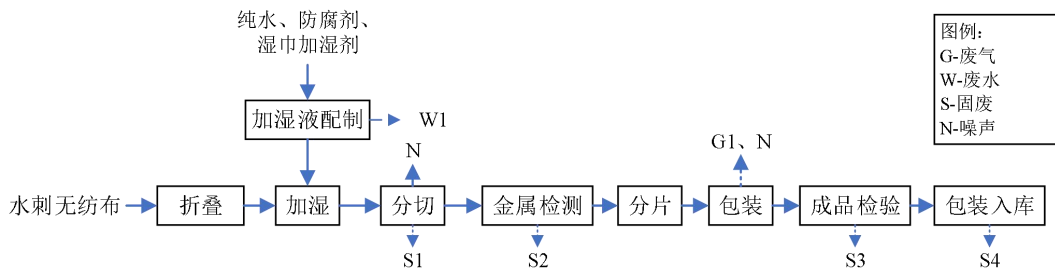 纯水、防腐剂、
湿巾加湿剂
加湿液配制
W1
图例：
G-废气
W-废水
S-固废
N-噪声
N
G1、N
水刺无纺布
折叠
加湿
分切
金属检测
分片
包装
成品检验
包装入库
S1
S2
S3
S4